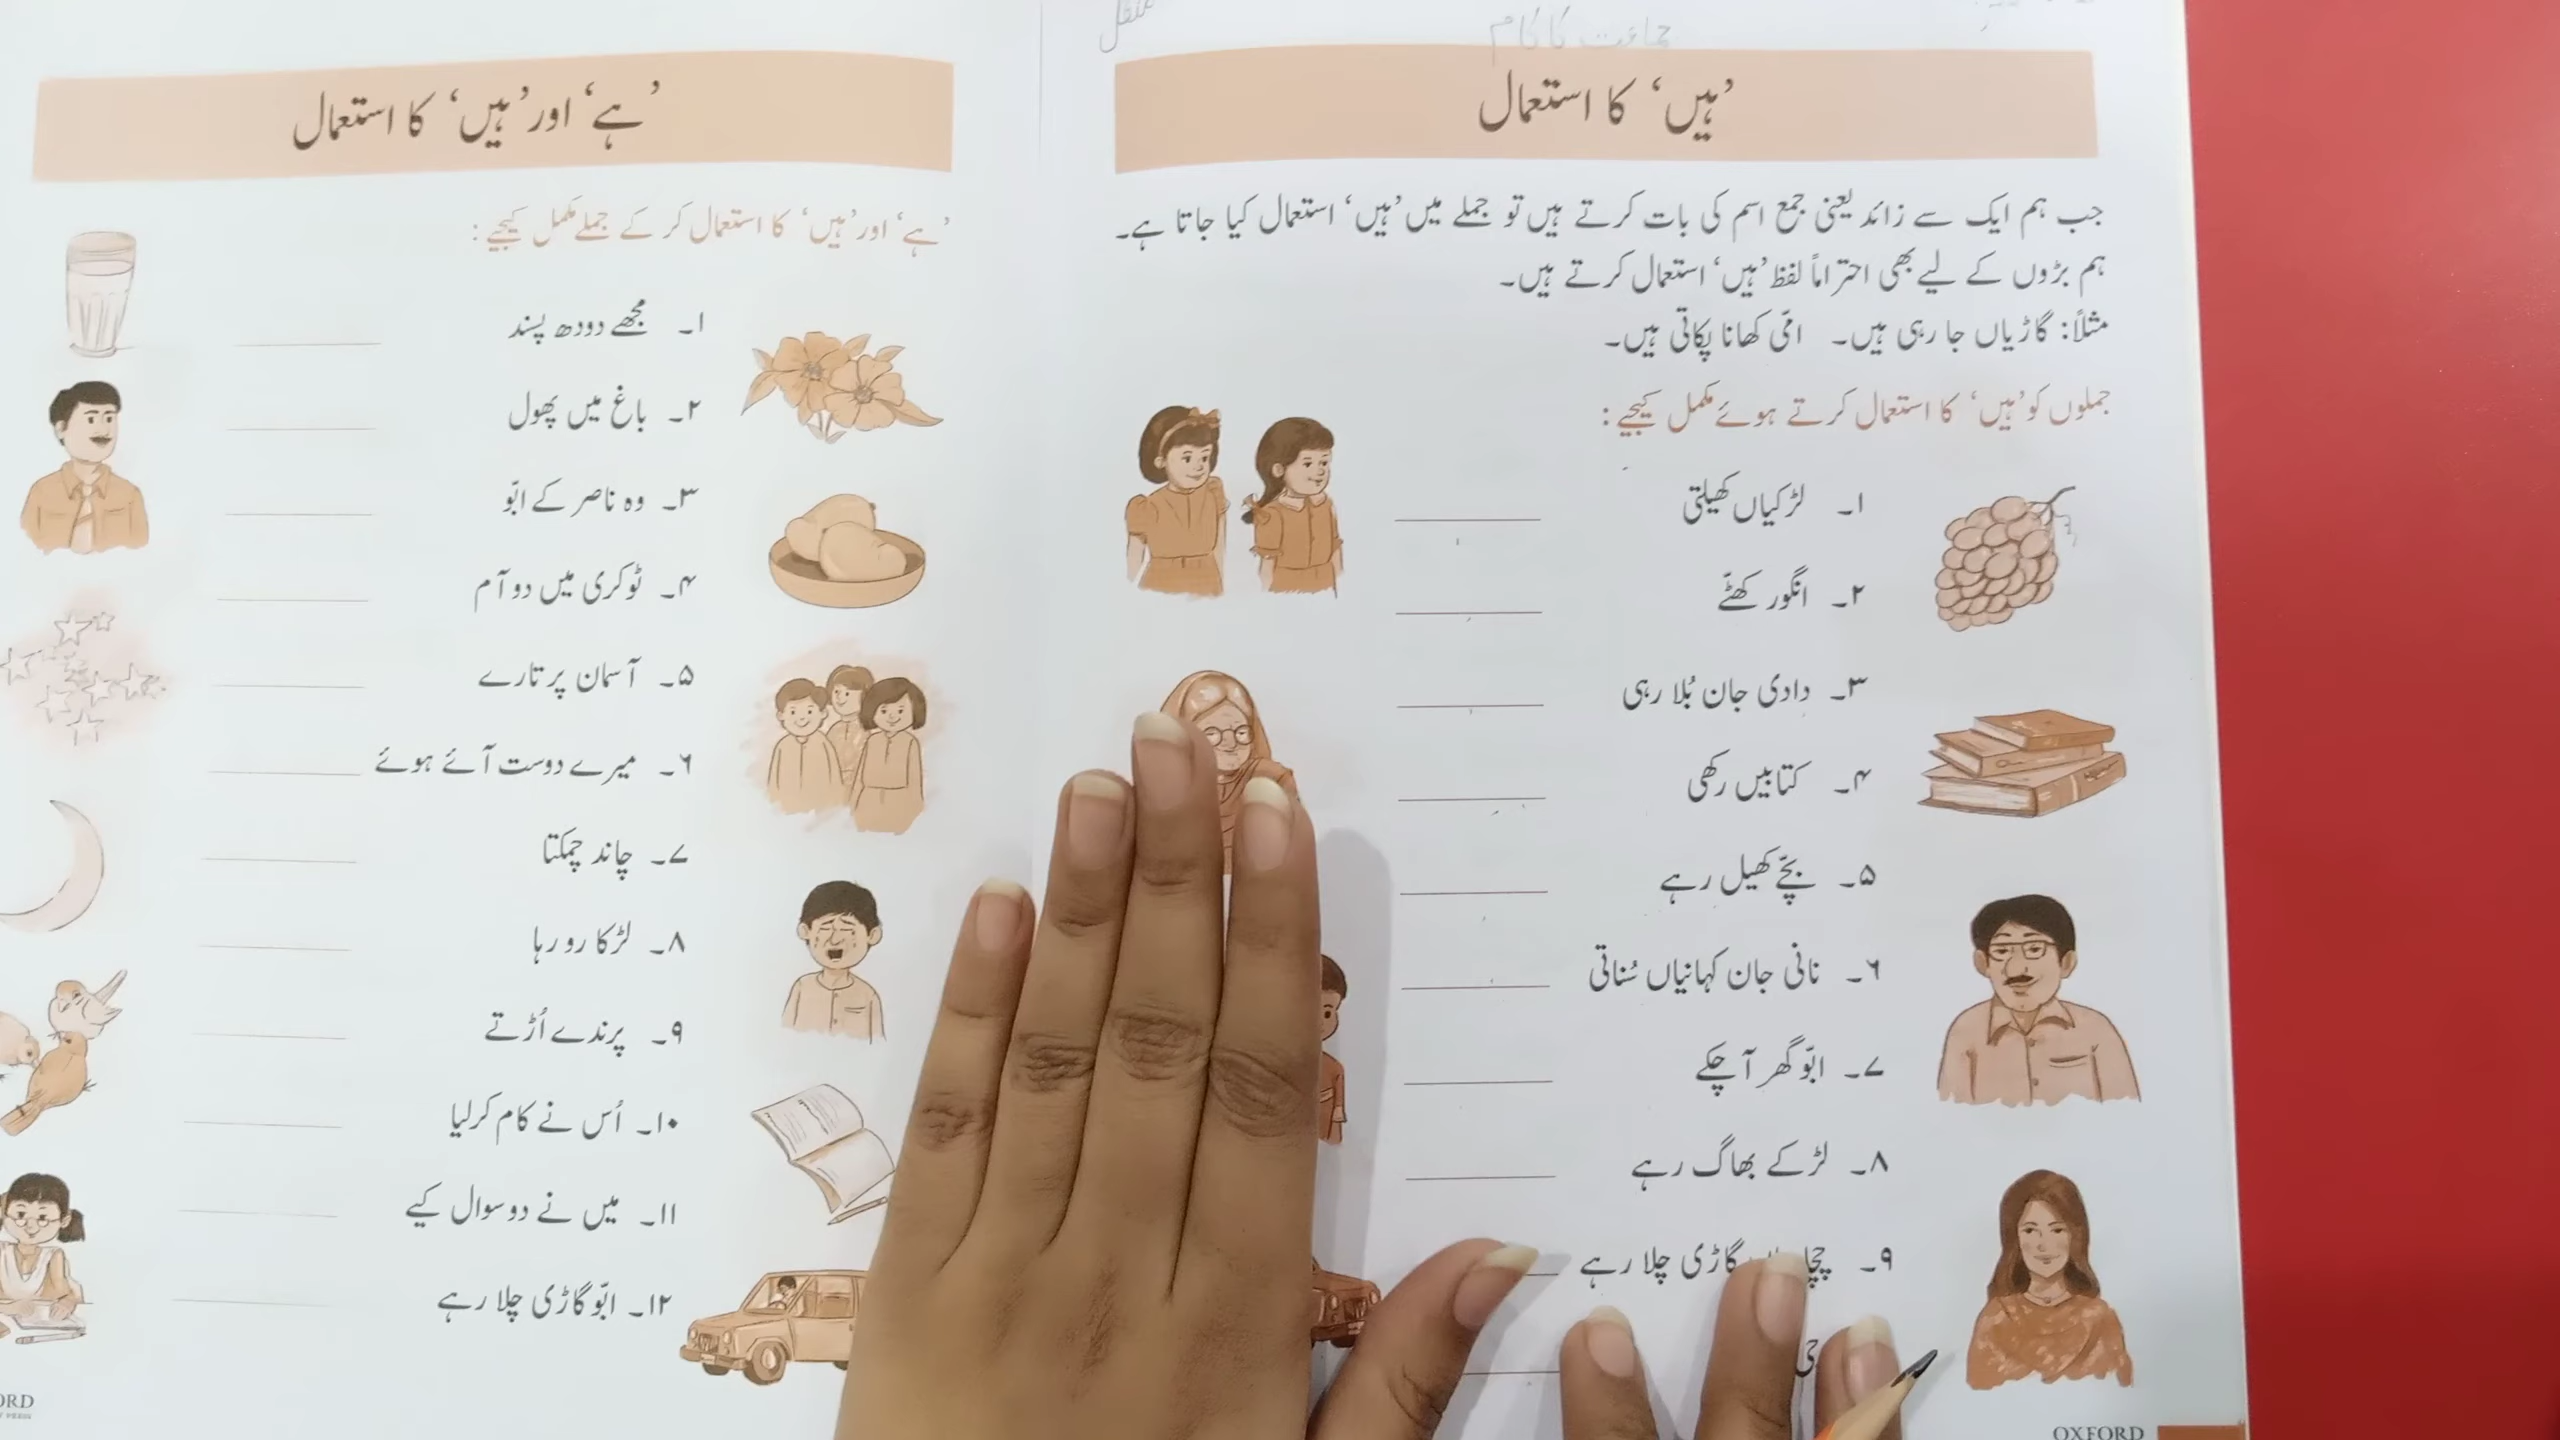 جماعت کا کام
’ہیں‘ کا استعمال
جب ہم ایک سے زائد یعنی جمع اسم کی بات کرتے ہیں تو جملے میں ’ہیں‘ استعمال کیا جاتا ہے۔
ہم بڑوں کے لیے بھی احتراماً لفظ ’ہیں‘ استعمال کرتے ہیں۔
مثلاً: گاڑیاں جا رہی ہیں۔ امّی کھانا پکاتی ہیں۔
جملوں کو ’ہیں‘ کا استعمال کرتے ہوئے مکمل کیجیے:
۱۔ لڑکیاں کھیلتی
۲۔ انگور کھٹّے
۳۔ دادی جان بُلا رہی
۴۔ کتابیں رکھی
۵۔ بچّے کھیل رہے
۶۔ نانی جان کہانیاں سُناتی
۷۔ ابّو گھر آ چکے
۸۔ لڑکے بھاگ رہے
۹۔ چچا گاڑی چلا رہے
OXFORD
’ہے‘ اور ’ہیں‘ کا استعمال
’ہے‘ اور ’ہیں‘ کا استعمال کر کے جملے مکمل کیجیے:
۱۔ مجھے دودھ پسند
۲۔ باغ میں پھول
۳۔ وہ ناصر کے ابّو
۴۔ ٹوکری میں دو آم
۵۔ آسمان پر تارے
۶۔ میرے دوست آئے ہوئے
۷۔ چاند چمکتا
۸۔ لڑکا رو رہا
۹۔ پرندے اُڑتے
۱۰۔ اُس نے کام کرلیا
۱۱۔ میں نے دو سوال کیے
۱۲۔ ابّو گاڑی چلا رہے